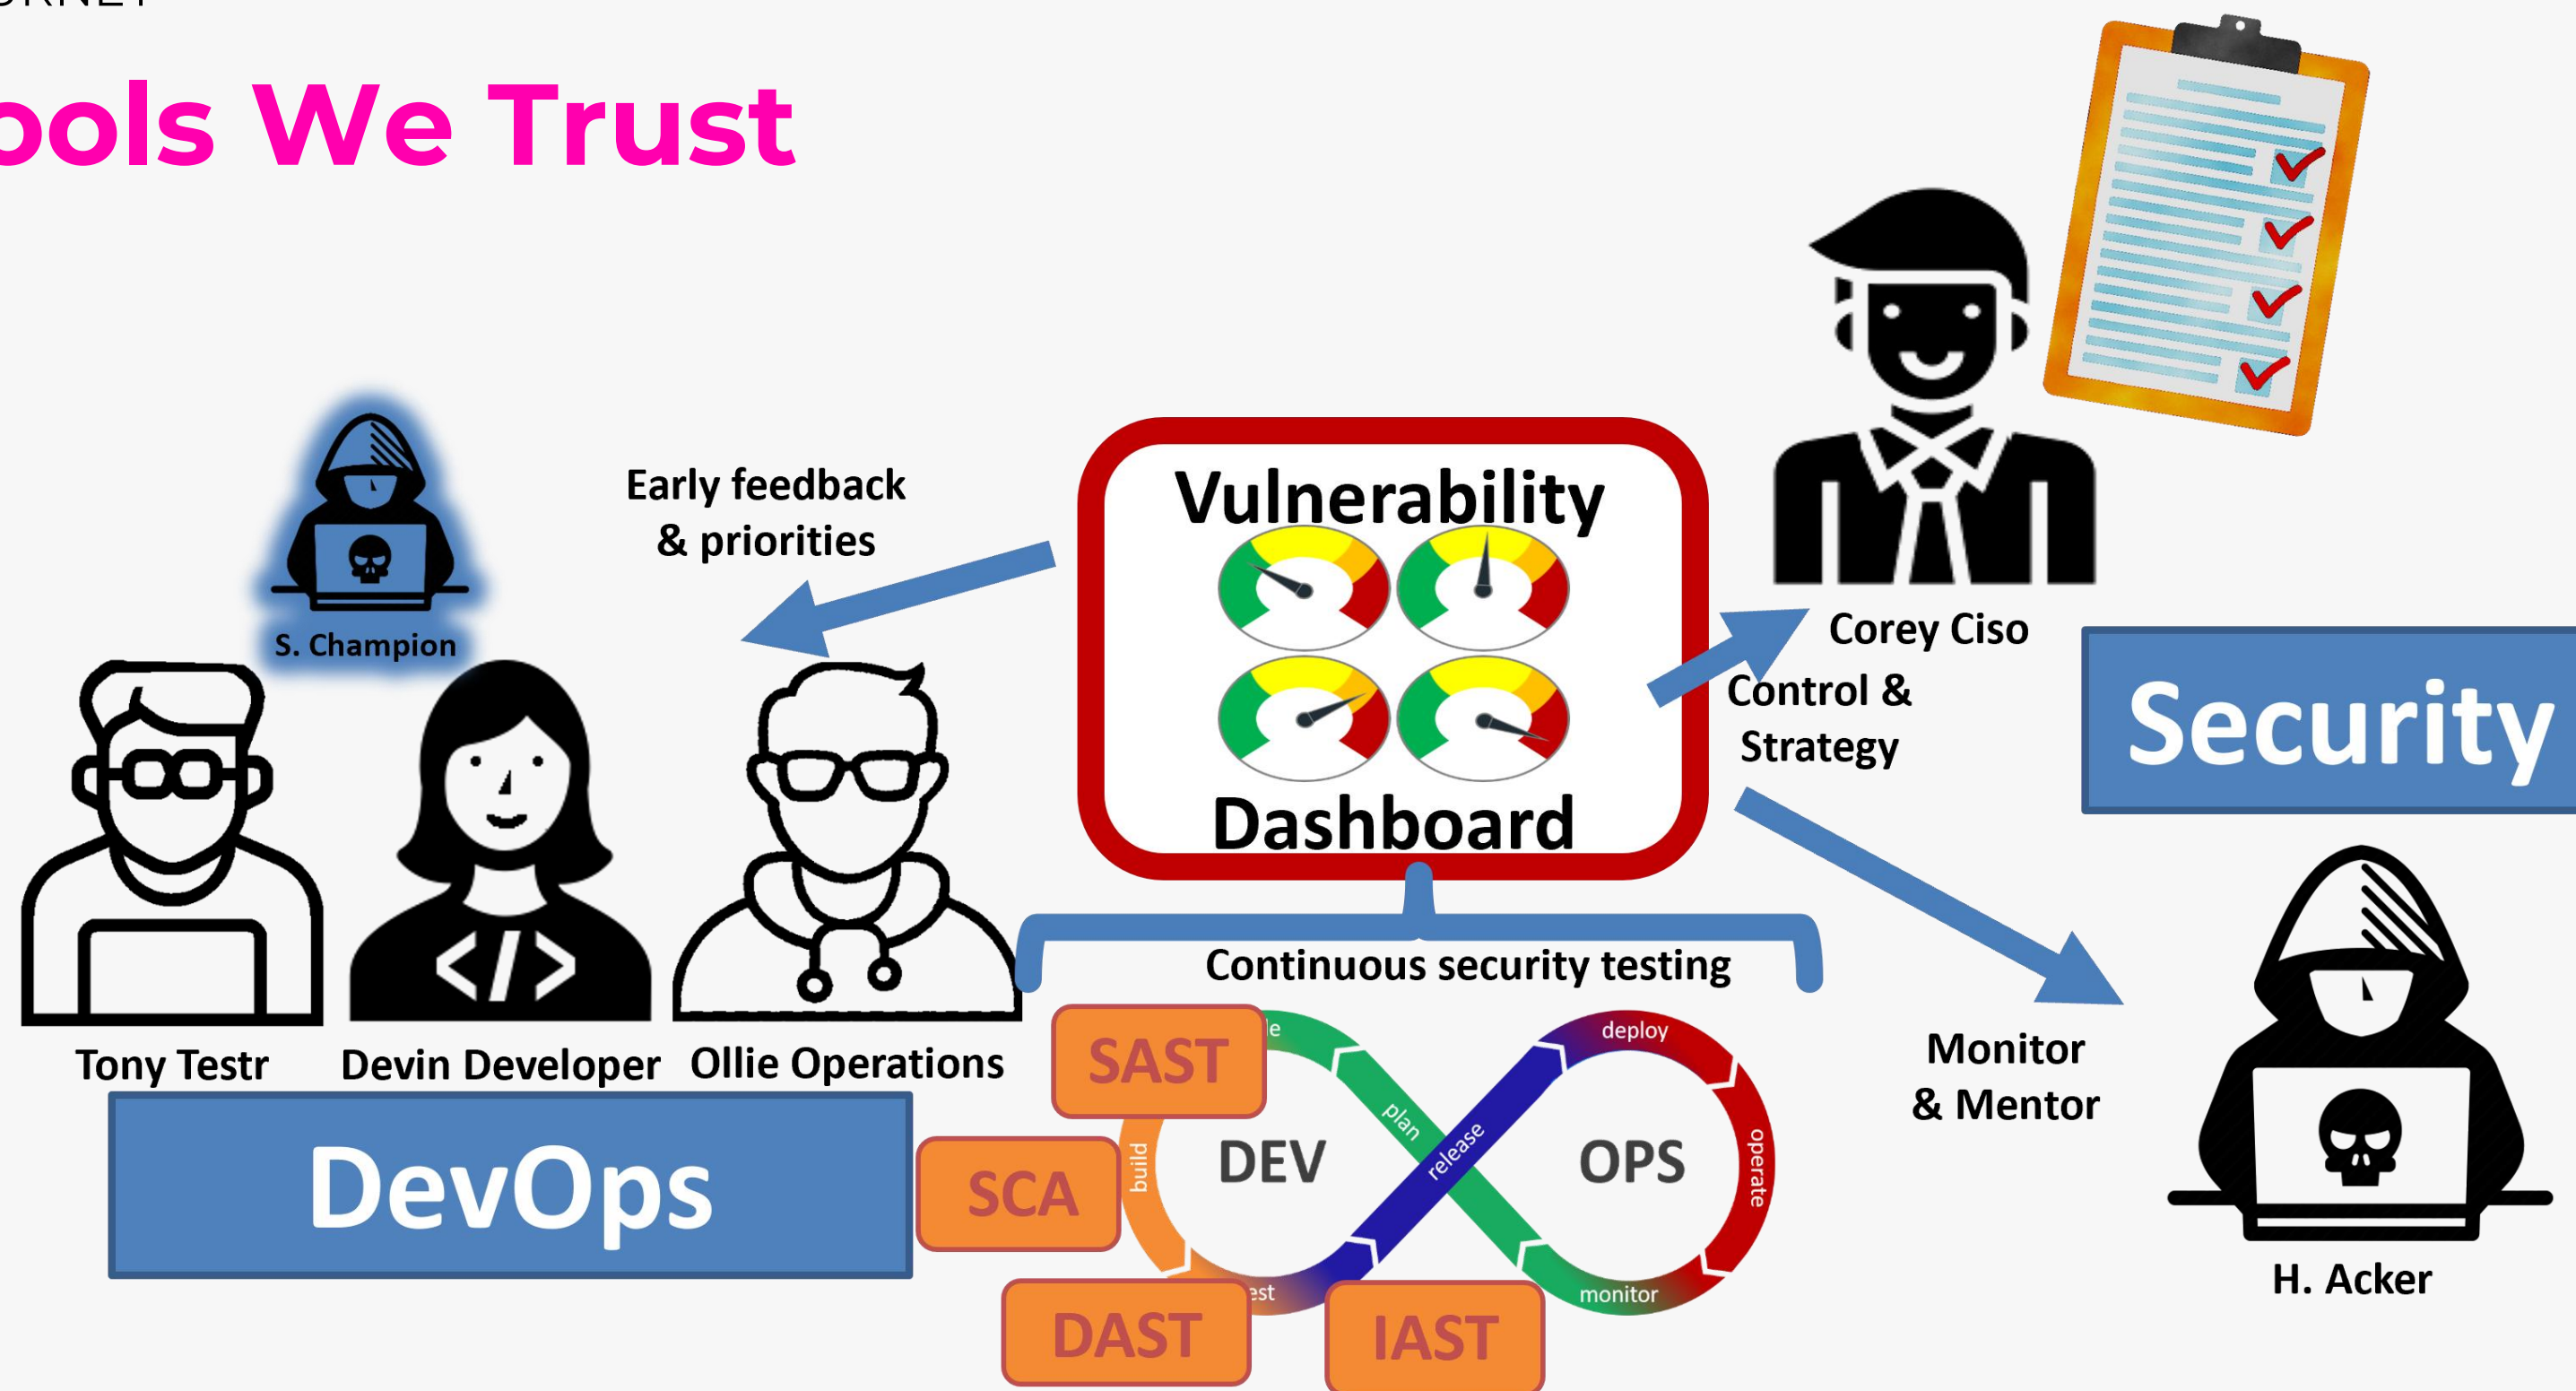 ools We Trust
Early feedback
& priorities
Vulnerability
Dashboard
S. Champion
Corey Ciso
Control &
Strategy
Security
Tony Testr
Devin Developer
Ollie Operations
DevOps
Continuous security testing
SAST
SCA
DAST
IAST
DEV
OPS
plan
release
deploy
operate
monitor
build
est
Monitor
& Mentor
H. Acker